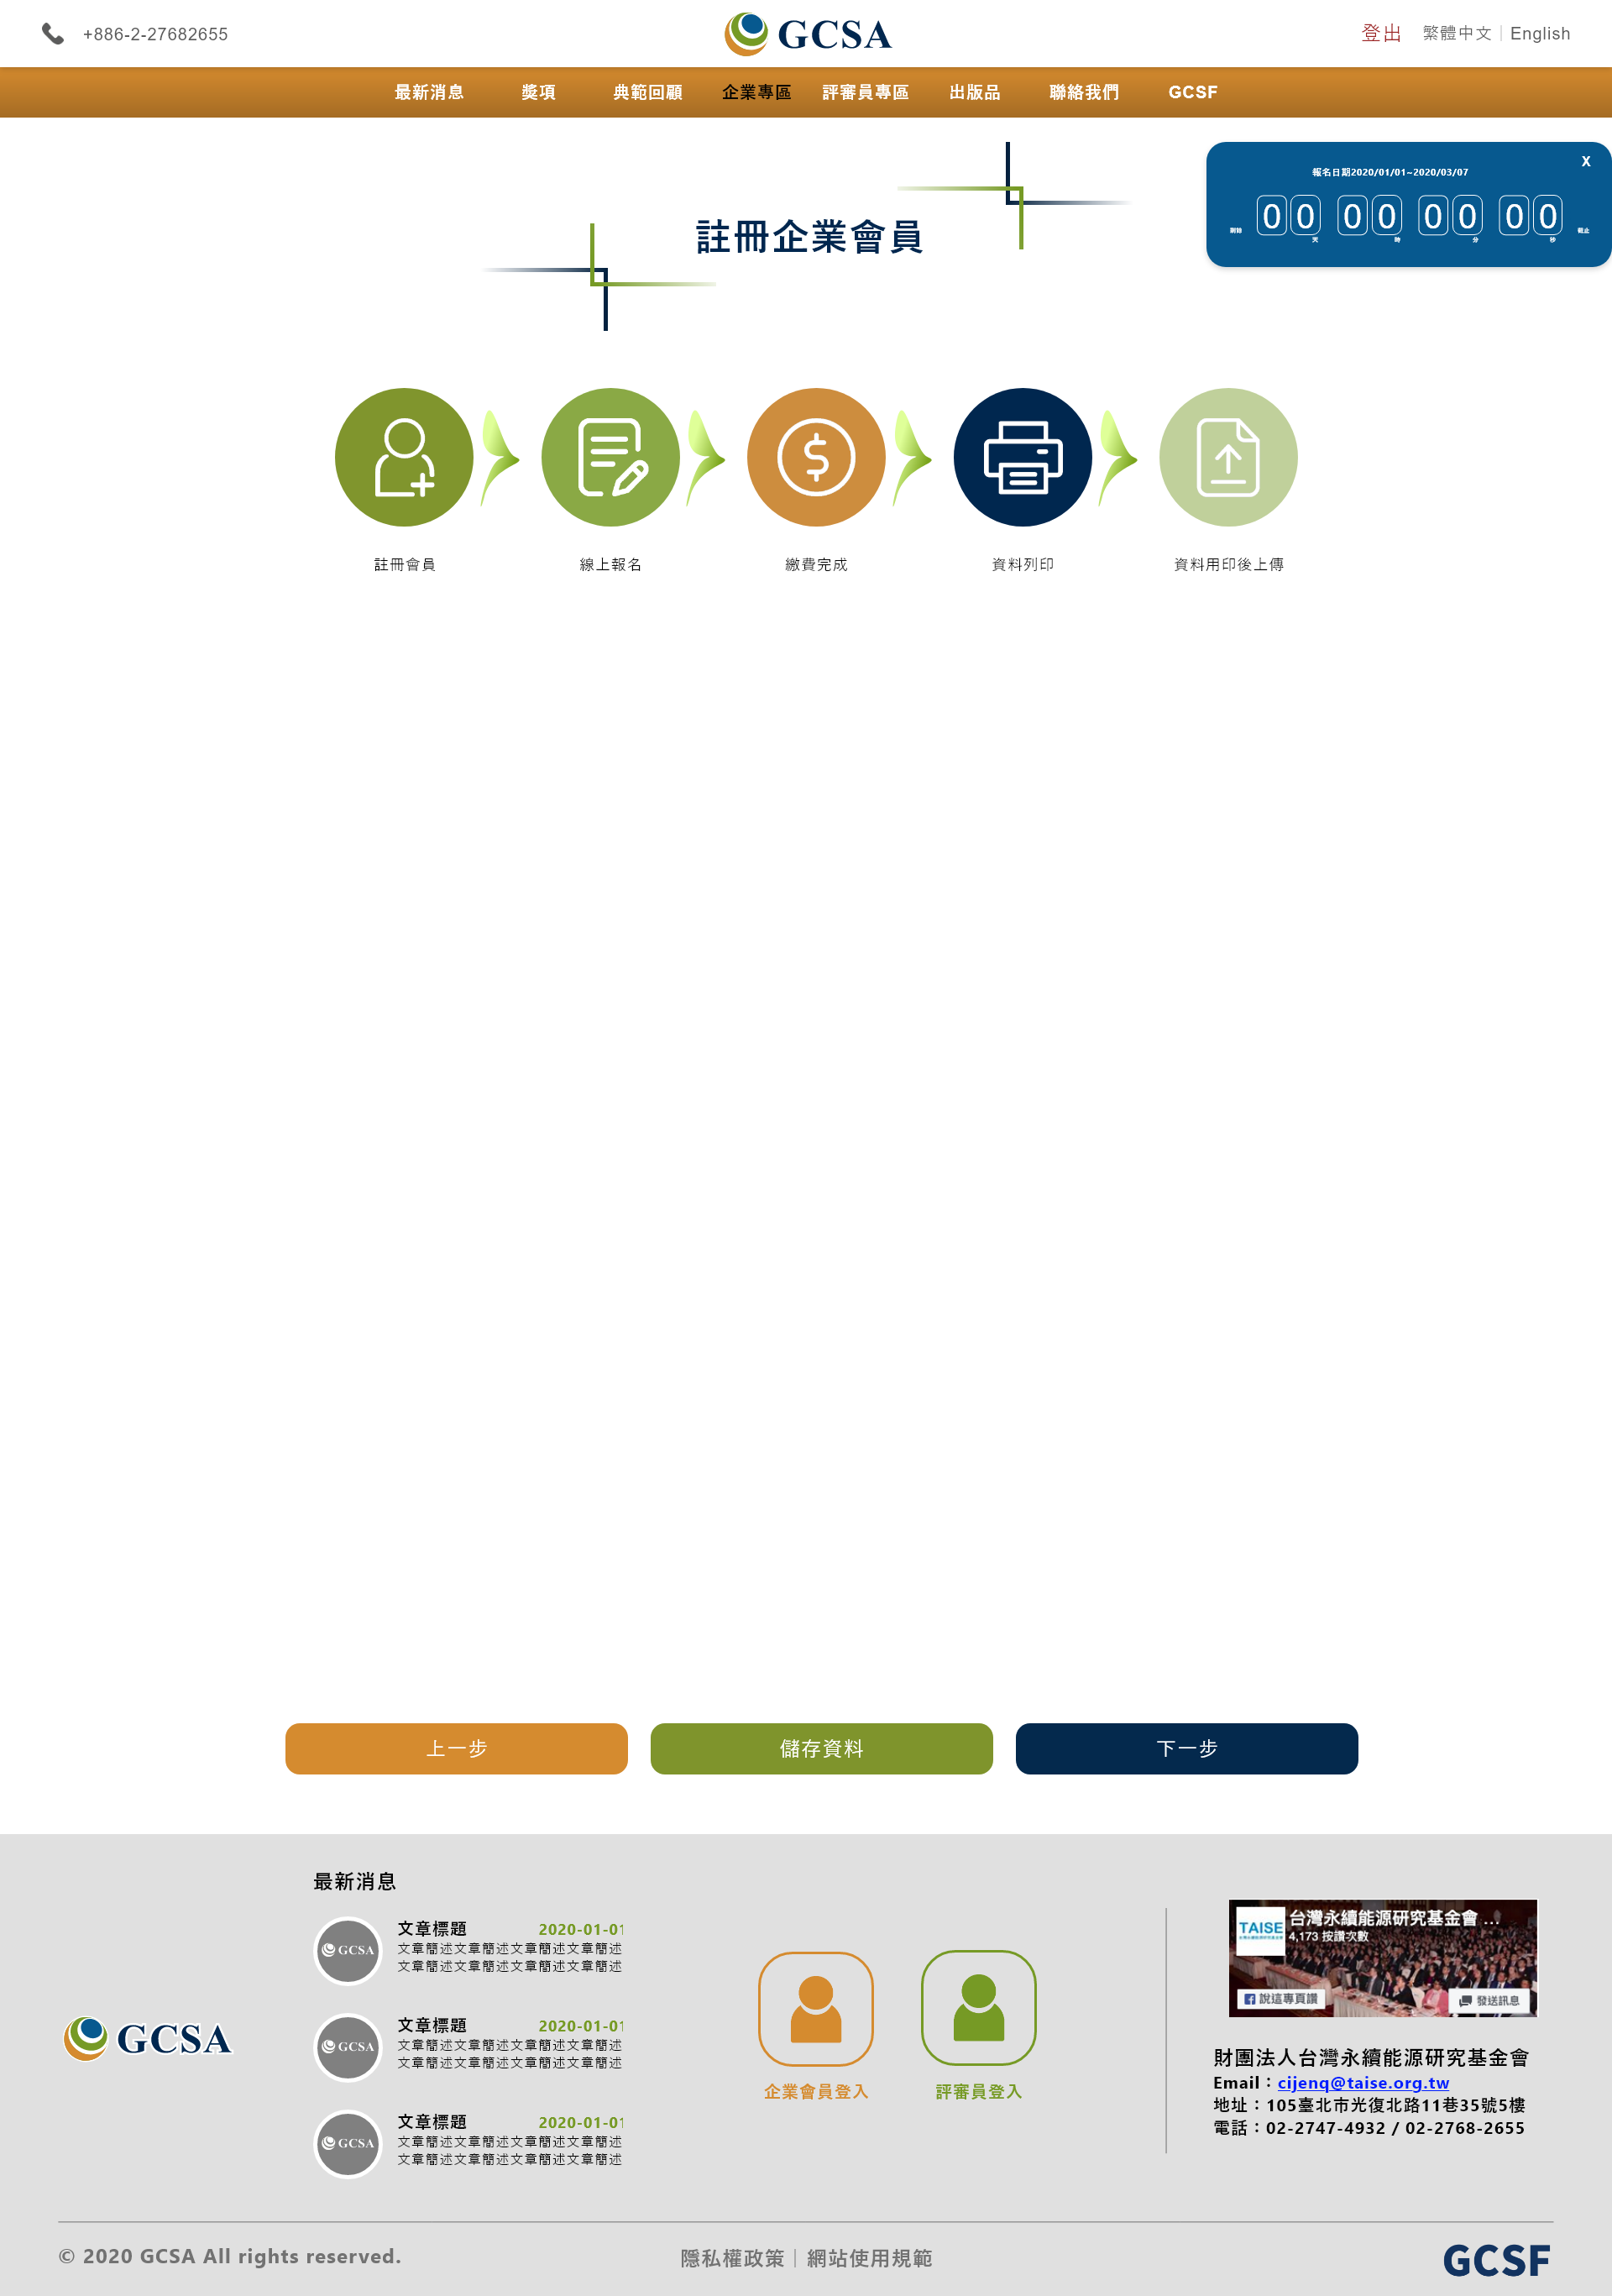 +886-2-27682655
GCSA
登出
繁體中文｜English
最新消息 獎項 典範回顧 企業專區 評審員專區 出版品 聯絡我們 GCSF
X
報名日期2020/01/01~2020/03/07
剩餘 00 00 00 00 截止
天 時 分 秒
註冊企業會員
註冊會員 線上報名 繳費完成 資料列印 資料用印後上傳
上一步 儲存資料 下一步
最新消息
GCSA
文章標題 2020-01-01
文章簡述文章簡述文章簡述文章簡述
文章簡述文章簡述文章簡述文章簡述
GCSA
文章標題 2020-01-01
文章簡述文章簡述文章簡述文章簡述
文章簡述文章簡述文章簡述文章簡述
GCSA
文章標題 2020-01-01
文章簡述文章簡述文章簡述文章簡述
文章簡述文章簡述文章簡述文章簡述
GCSA
企業會員登入 評審員登入
TAISE
台灣永續能源研究基金會 ...
4,173 按讚次數
說這專頁讚 發送訊息
財團法人台灣永續能源研究基金會
Email：cijenq@taise.org.tw
地址：105臺北市光復北路11巷35號5樓
電話：02-2747-4932 / 02-2768-2655
© 2020 GCSA All rights reserved.
隱私權政策｜網站使用規範
GCSF